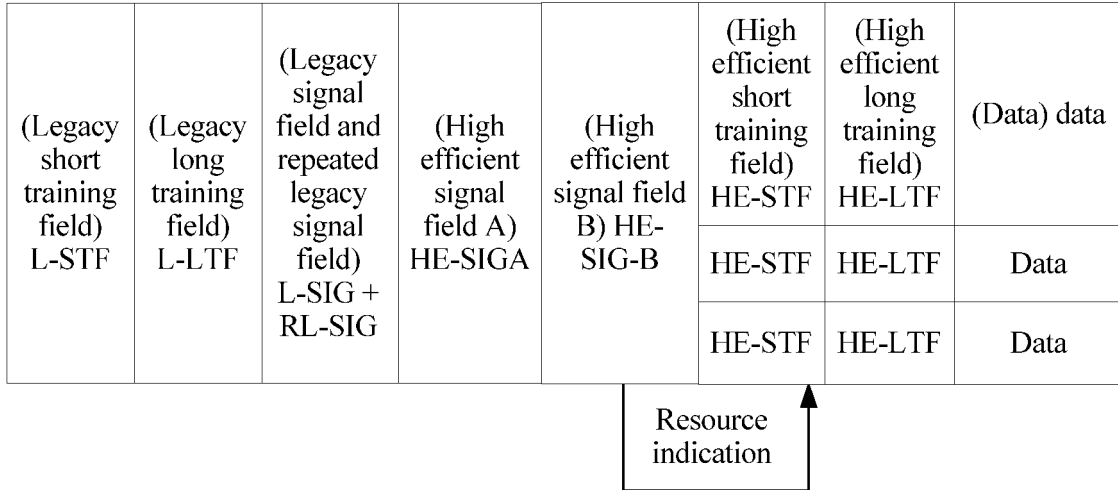 (Legacy
short
training
field)
L-STF
(Legacy
long
training
field)
L-LTF
(Legacy
signal
field and
repeated
legacy
signal
field)
L-SIG +
RL-SIG
(High
efficient
signal
field A)
HE-SIGA
(High
efficient
signal field
B) HE-
SIG-B
(High
efficient
short
training
field)
HE-STF
(High
efficient
long
training
field)
HE-LTF
(Data) data
HE-STF
HE-LTF
Data
HE-STF
HE-LTF
Data
Resource
indication